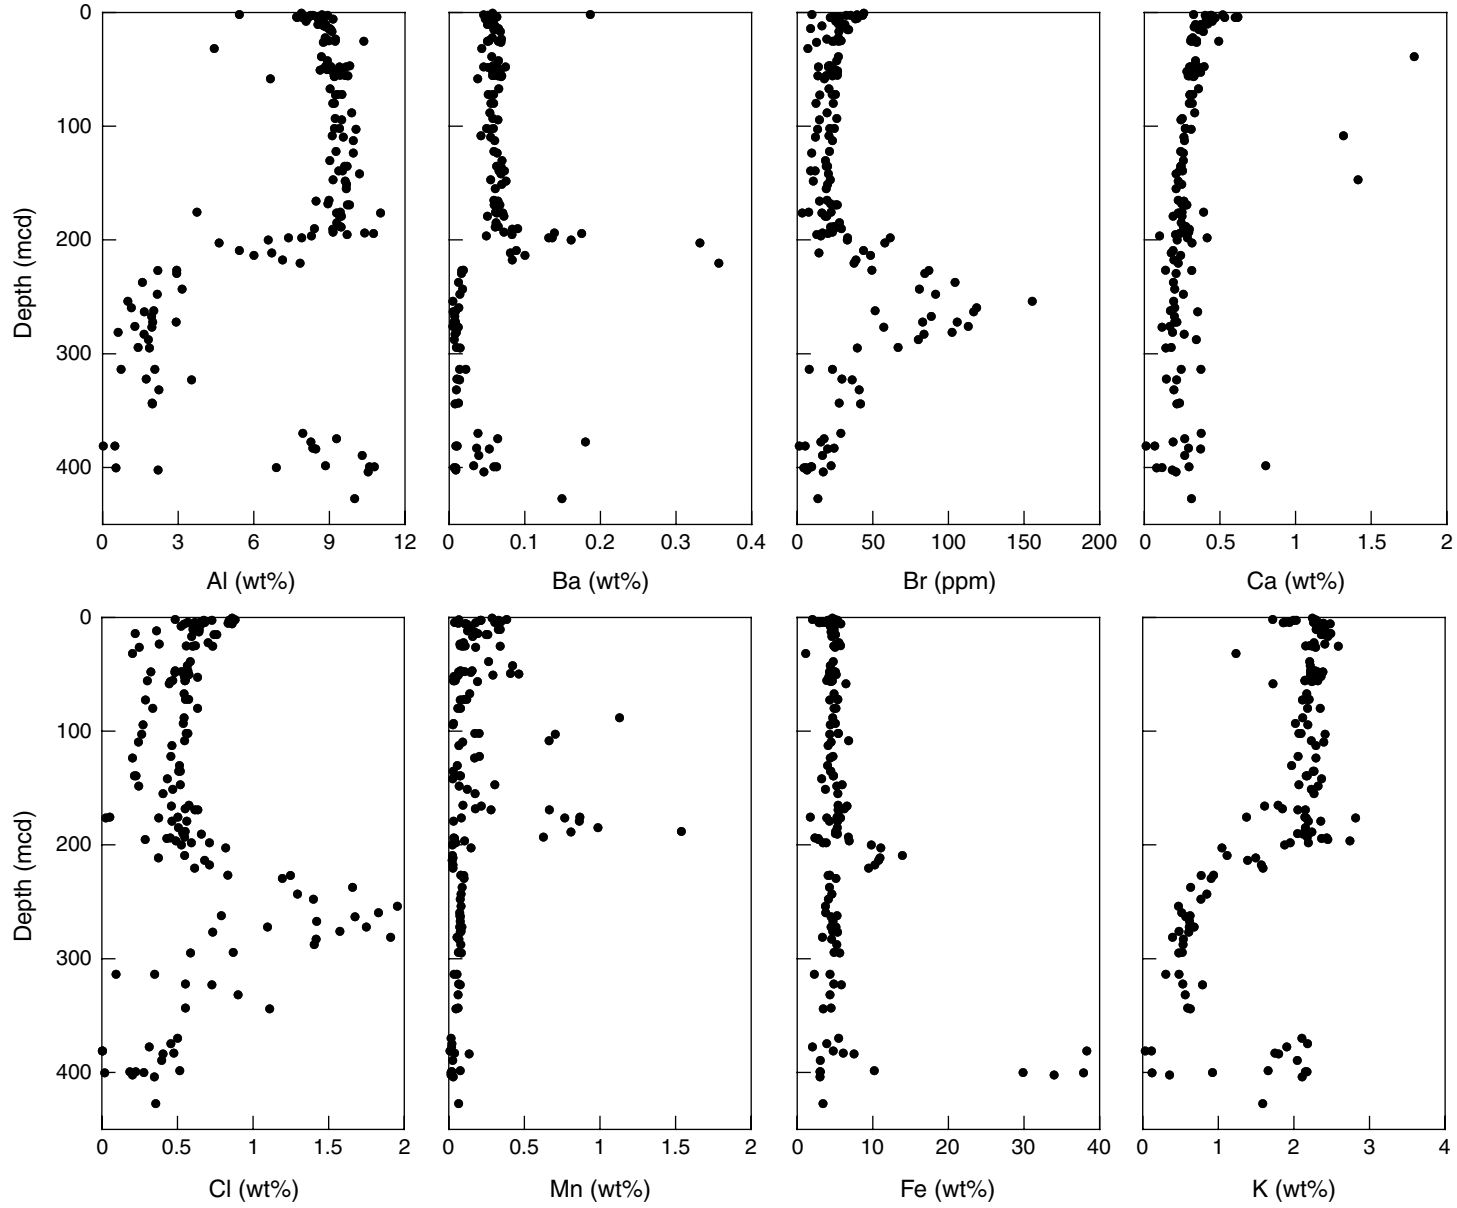 0
100
200
300
400
Depth (mcd)
0 3 6 9 12
Al (wt%)
0 0.1 0.2 0.3 0.4
Ba (wt%)
0 50 100 150 200
Br (ppm)
0 0.5 1 1.5 2
Ca (wt%)
0
100
200
300
400
Depth (mcd)
0 0.5 1 1.5 2
Cl (wt%)
0 0.5 1 1.5 2
Mn (wt%)
0 10 20 30 40
Fe (wt%)
0 1 2 3 4
K (wt%)